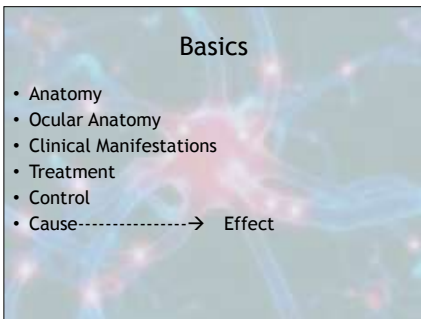 Basics
• Anatomy
• Ocular Anatomy
• Clinical Manifestations
• Treatment
• Control
• Cause----------------→ Effect